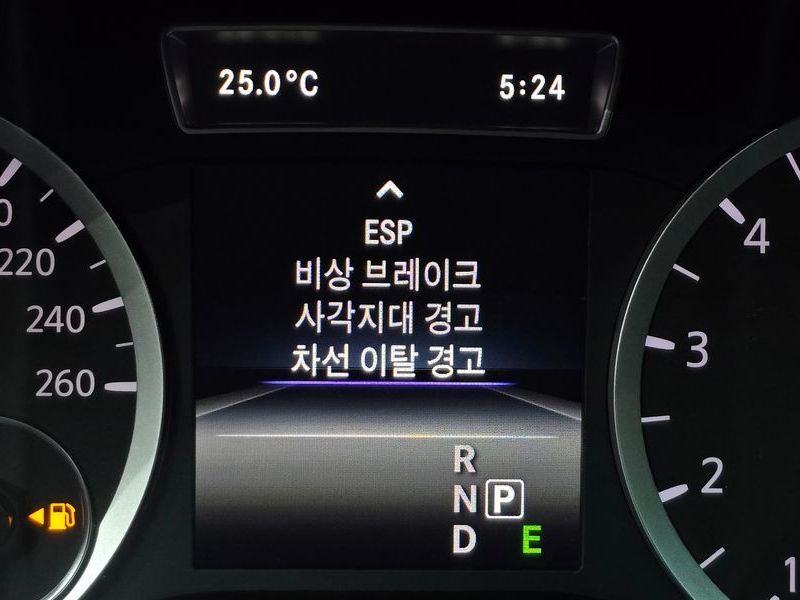 25.0°C 5:24
ESP
비상 브레이크
사각지대 경고
차선 이탈 경고
220
240
260
4
3
2
1
R
N P
D E